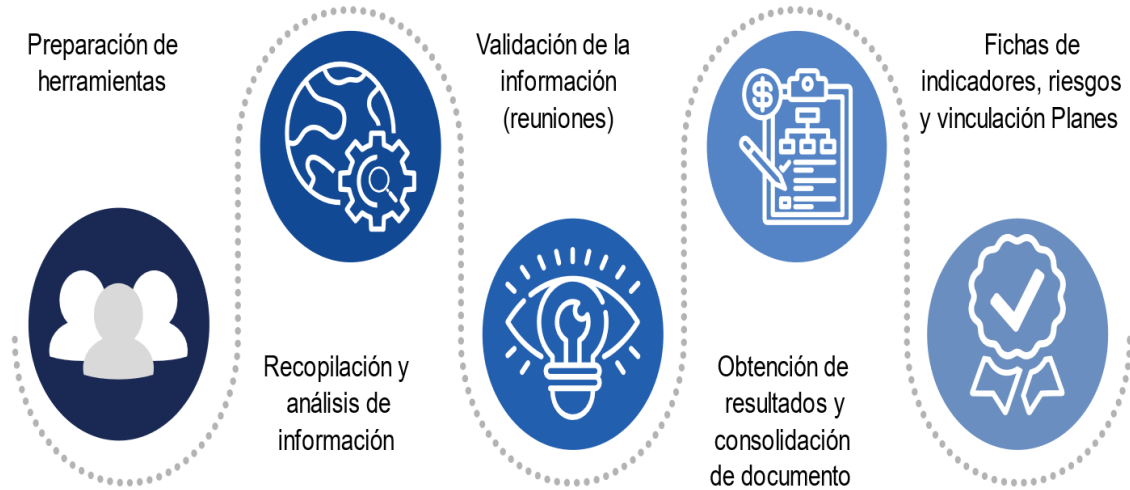 Preparación de
herramientas
Recopilación y
análisis de
información
Validación de la
información
(reuniones)
$
Obtención de
resultados y
consolidación
de documento
Fichas de
indicadores, riesgos
y vinculación Planes